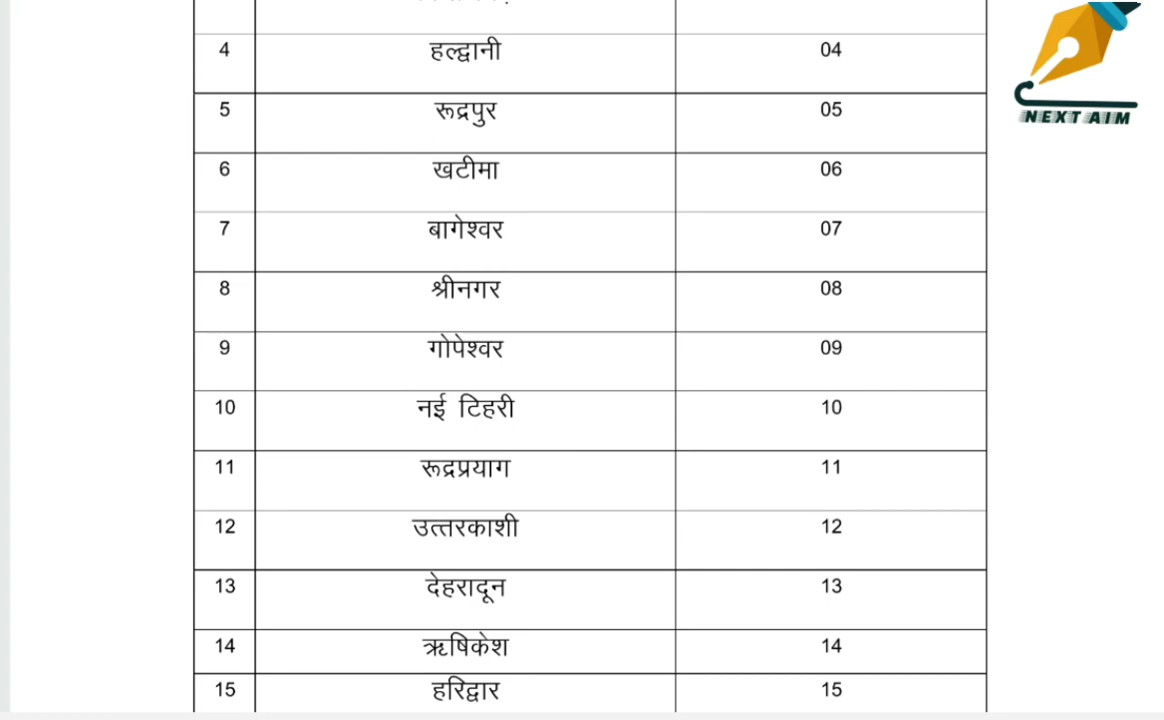 4 हल्द्वानी 04
5 रूद्रपुर 05
6 खटीमा 06
7 बागेश्वर 07
8 श्रीनगर 08
9 गोपेश्वर 09
10 नई टिहरी 10
11 रूद्रप्रयाग 11
12 उत्तरकाशी 12
13 देहरादून 13
14 ऋषिकेश 14
15 हरिद्वार 15
NEXT AIM